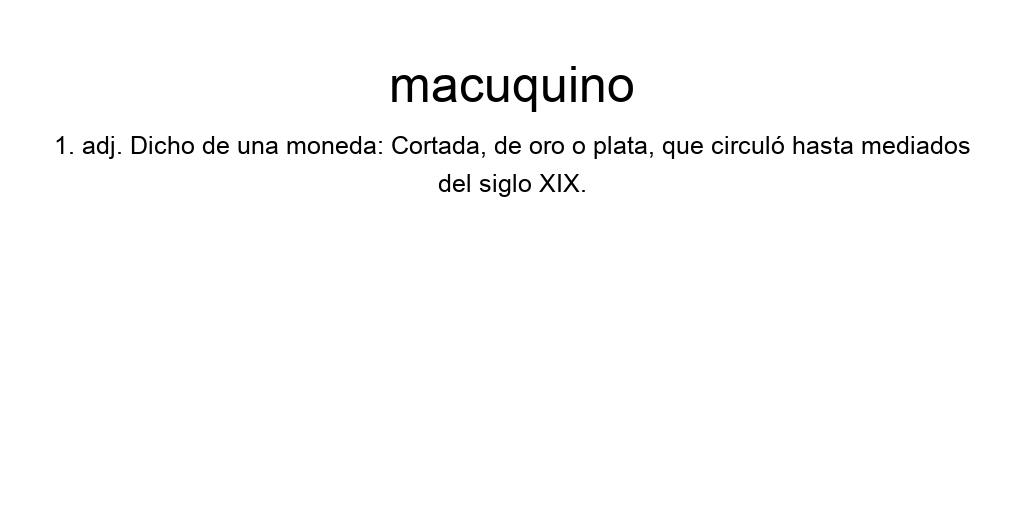 macuquino
1. adj. Dicho de una moneda: Cortada, de oro o plata, que circuló hasta mediados
del siglo XIX.